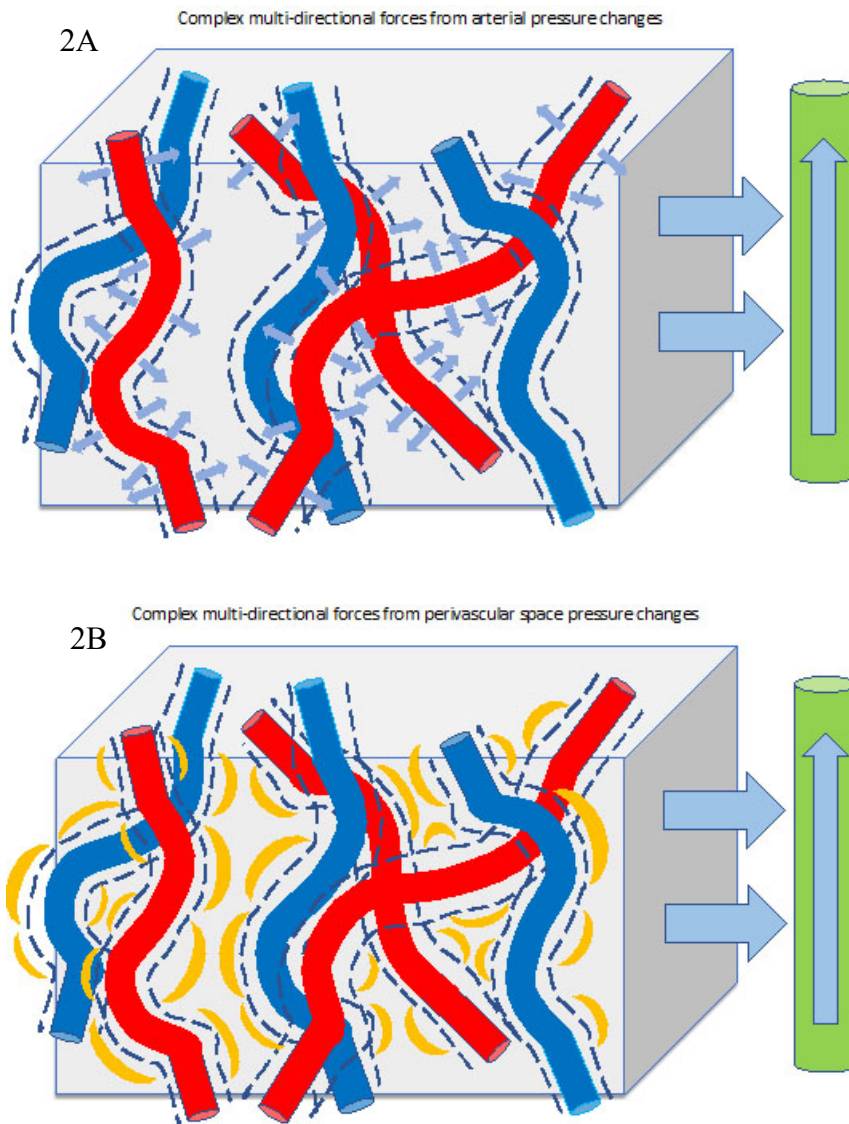 Complex multi-directional forces from arterial pressure changes
2A
Complex multi-directional forces from perivascular space pressure changes
2B